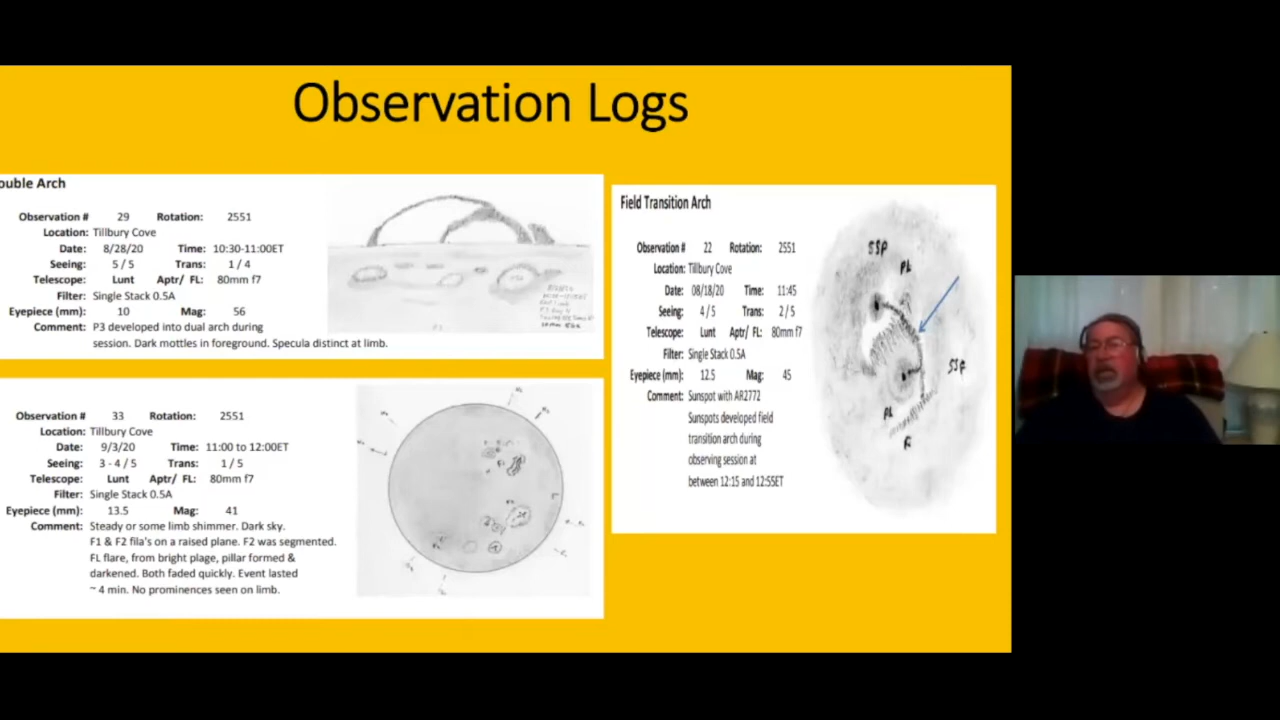 Observation Logs
ouble Arch
Observation # 29 Rotation: 2551
Location: Tillbury Cove
Date: 8/28/20 Time: 10:30-11:00ET
Seeing: 5 / 5 Trans: 1 / 4
Telescope: Lunt Aptr/ FL: 80mm f7
Filter: Single Stack 0.5A
Eyepiece (mm): 10 Mag: 56
Comment: P3 developed into dual arch during
session. Dark mottles in foreground. Specula distinct at limb.
Observation # 33 Rotation: 2551
Location: Tillbury Cove
Date: 9/3/20 Time: 11:00 to 12:00ET
Seeing: 3 - 4 / 5 Trans: 1 / 5
Telescope: Lunt Aptr/ FL: 80mm f7
Filter: Single Stack 0.5A
Eyepiece (mm): 13.5 Mag: 41
Comment: Steady or some limb shimmer. Dark sky.
F1 & F2 fila's on a raised plane. F2 was segmented.
FL flare, from bright plage, pillar formed &
darkened. Both faded quickly. Event lasted
~ 4 min. No prominences seen on limb.
Field Transition Arch
Observation # 22 Rotation: 2551
Location: Tillbury Cove
Date: 08/18/20 Time: 11:45
Seeing: 4 / 5 Trans: 2 / 5
Telescope: Lunt Aptr/ FL: 80mm f7
Filter: Single Stack 0.5A
Eyepiece (mm): 12.5 Mag: 45
Comment: Sunspot with AR2772
Sunspots developed field
transition arch during
observing session at
between 12:15 and 12:55ET
SSP
PL
SSP
PL